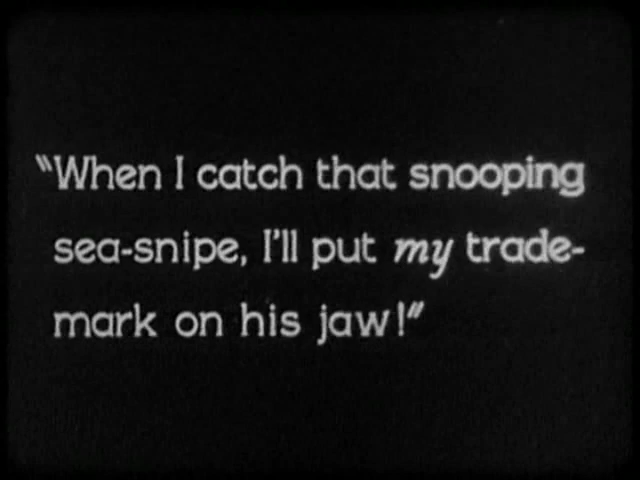 “When I catch that snooping
sea-snipe, I'll put my trade-
mark on his jaw!”